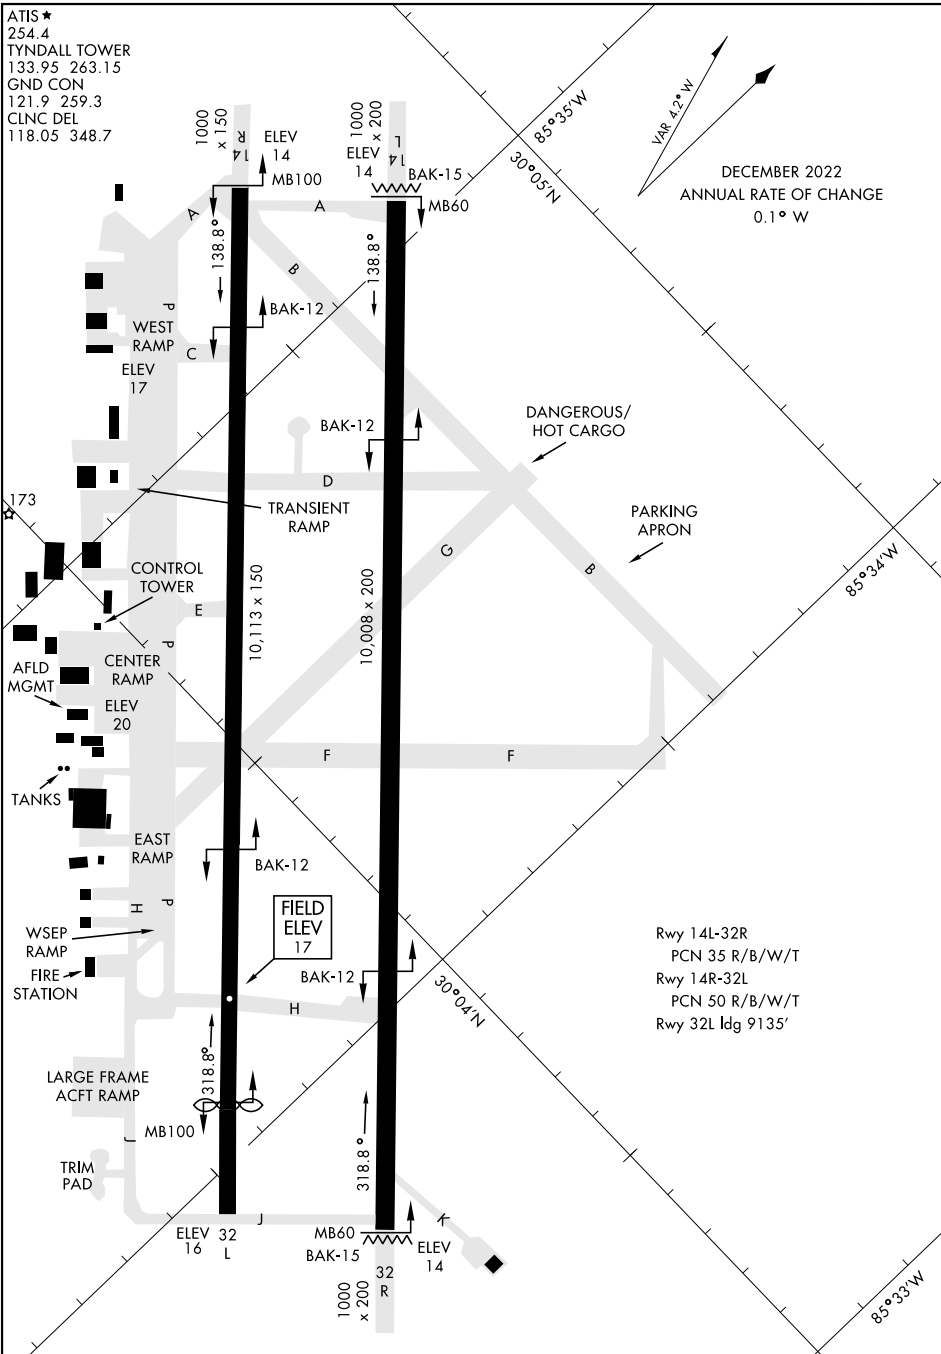 ATIS
254.4
TYNDALL TOWER
133.95 263.15
GND CON
121.9 259.3
CLNC DEL
118.05 348.7
1000
x 150
14
R
ELEV
14
MB100
1000
x 200
14
L
ELEV
14
BAK-15
MB60
85°35'W
30°05'N
VAR 4.2° W
DECEMBER 2022
ANNUAL RATE OF CHANGE
0.1° W
A
A
138.8°
138.8°
B
P
WEST
RAMP
C
BAK-12
ELEV
17
BAK-12
DANGEROUS/
HOT CARGO
D
TRANSIENT
RAMP
173
PARKING
APRON
G
B
85°34'W
CONTROL
TOWER
E
10,113 x 150
10,008 x 200
P
AFLD
MGMT
CENTER
RAMP
ELEV
20
F
F
TANKS
EAST
RAMP
BAK-12
H
P
FIELD
ELEV
17
WSEP
RAMP
BAK-12
FIRE
STATION
H
30°04'N
Rwy 14L-32R
PCN 35 R/B/W/T
Rwy 14R-32L
PCN 50 R/B/W/T
Rwy 32L ldg 9135'
318.8°
LARGE FRAME
ACFT RAMP
MB100
J
318.8°
TRIM
PAD
J
K
ELEV
16
32
L
MB60
BAK-15
ELEV
14
32
R
1000
x 200
85°33'W